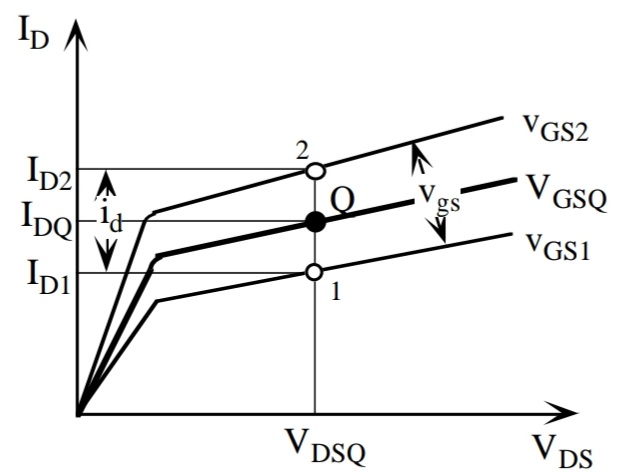 I_D
2
v_GS2
I_D2
i_d
v_gs
Q
V_GSQ
I_DQ
v_GS1
I_D1
1
V_DSQ
V_DS